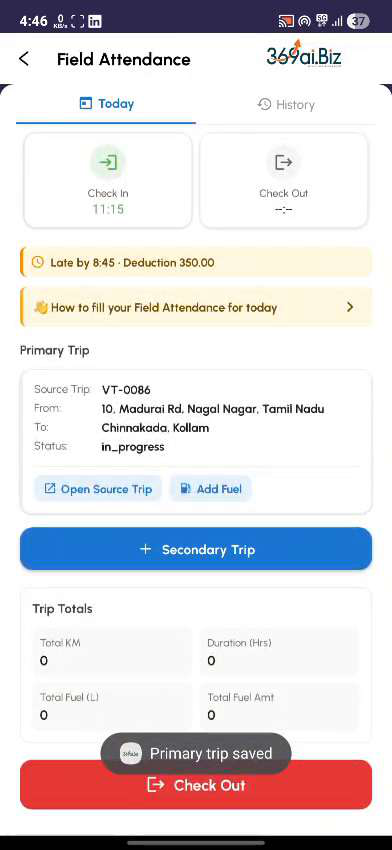 4:46 0 KB/s 5G 37
Field Attendance
369ai.Biz
Today
History
Check In
11:15
Check Out
--:--
Late by 8:45 · Deduction 350.00
👋 How to fill your Field Attendance for today
Primary Trip
Source Trip: VT-0086
From: 10, Madurai Rd, Nagal Nagar, Tamil Nadu
To: Chinnakada, Kollam
Status: in_progress
Open Source Trip
Add Fuel
+ Secondary Trip
Trip Totals
Total KM
0
Duration (Hrs)
0
Total Fuel (L)
0
Total Fuel Amt
0
Primary trip saved
Check Out